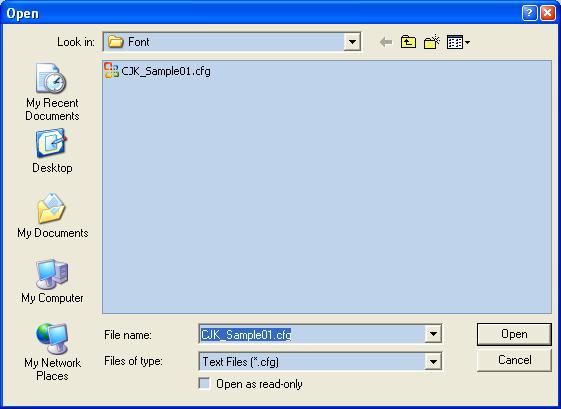 Open
Look in: Font
CJK_Sample01.cfg
My Recent
Documents
Desktop
My Documents
My Computer
My Network
Places
File name: CJK_Sample01.cfg Open
Files of type: Text Files (*.cfg) Cancel
Open as read-only